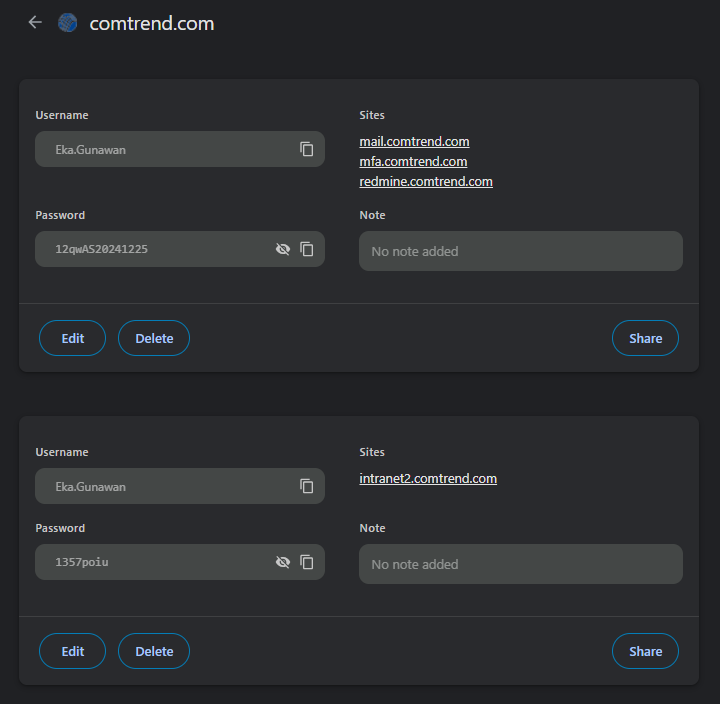 comtrend.com
Username
Eka.Gunawan
Sites
mail.comtrend.com
mfa.comtrend.com
redmine.comtrend.com
Password
12qwAS20241225
Note
No note added
Edit
Delete
Share
Username
Eka.Gunawan
Sites
intranet2.comtrend.com
Password
1357poiu
Note
No note added
Edit
Delete
Share